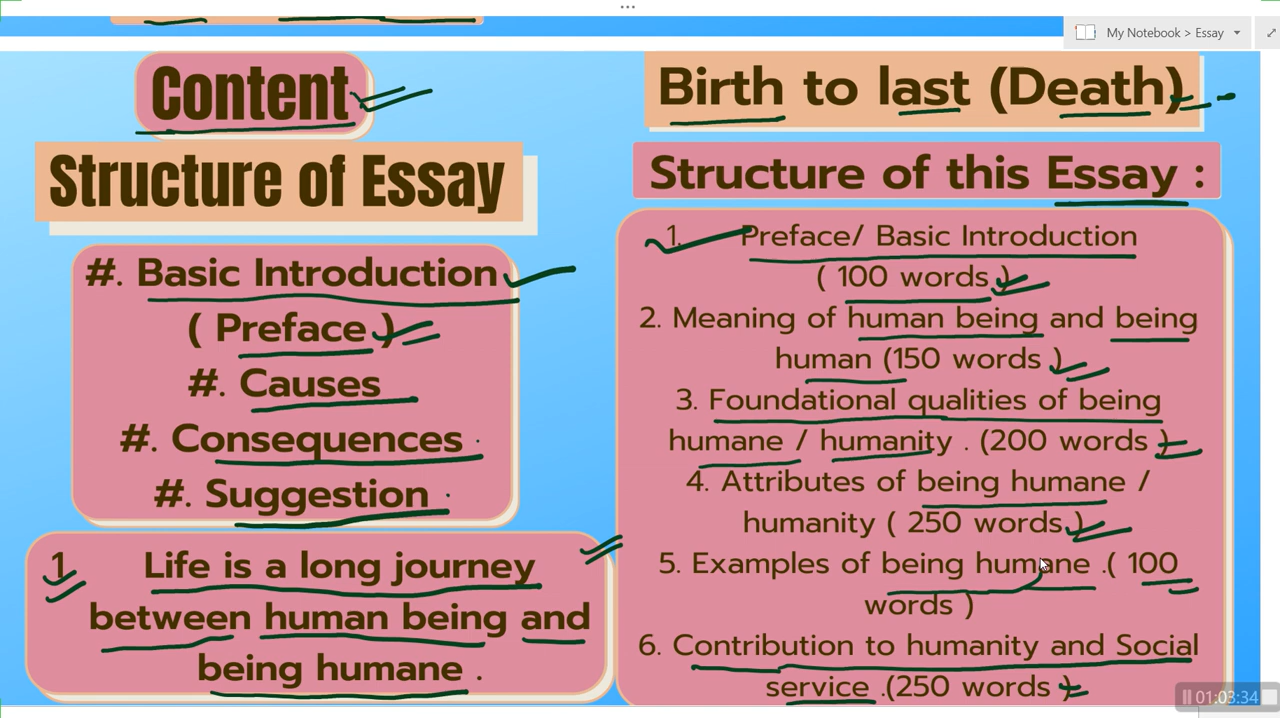 My Notebook > Essay
Content
Structure of Essay
#. Basic Introduction
( Preface )
#. Causes
#. Consequences
#. Suggestion
1. Life is a long journey
between human being and
being humane .
Birth to last (Death)
Structure of this Essay :
1. Preface/ Basic Introduction
( 100 words )
2. Meaning of human being and being
human (150 words )
3. Foundational qualities of being
humane / humanity . (200 words )
4. Attributes of being humane /
humanity ( 250 words )
5. Examples of being humane .( 100
words )
6. Contribution to humanity and Social
service .(250 words )
01:03:34